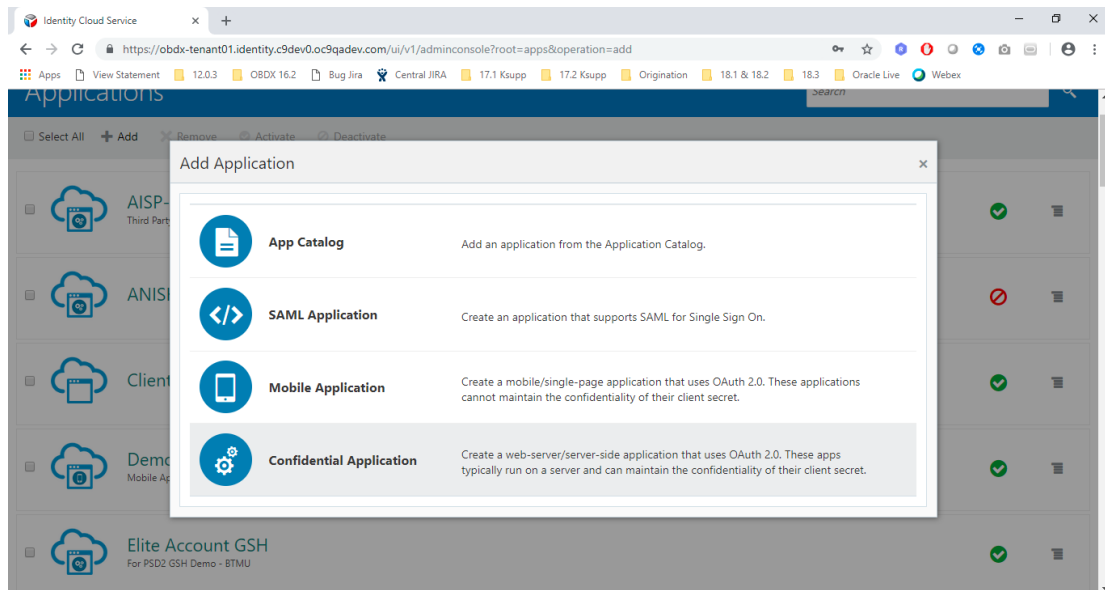 Identity Cloud Service
https://obdx-tenant01.identity.c9dev0.oc9qadev.com/ui/v1/adminconsole?root=apps&operation=add
Apps View Statement 12.0.3 OBDX 16.2 Bug Jira Central JIRA 17.1 Ksupp 17.2 Ksupp Origination 18.1 & 18.2 18.3 Oracle Live Webex
Applications Search
Select All Add Remove Activate Deactivate
Add Application
AISP-
Third Part
App Catalog Add an application from the Application Catalog.
ANISH
SAML Application Create an application that supports SAML for Single Sign On.
Client
Mobile Application Create a mobile/single-page application that uses OAuth 2.0. These applications
cannot maintain the confidentiality of their client secret.
Demo
Mobile Ap
Confidential Application Create a web-server/server-side application that uses OAuth 2.0. These apps
typically run on a server and can maintain the confidentiality of their client secret.
Elite Account GSH
For PSD2 GSH Demo - BTMU